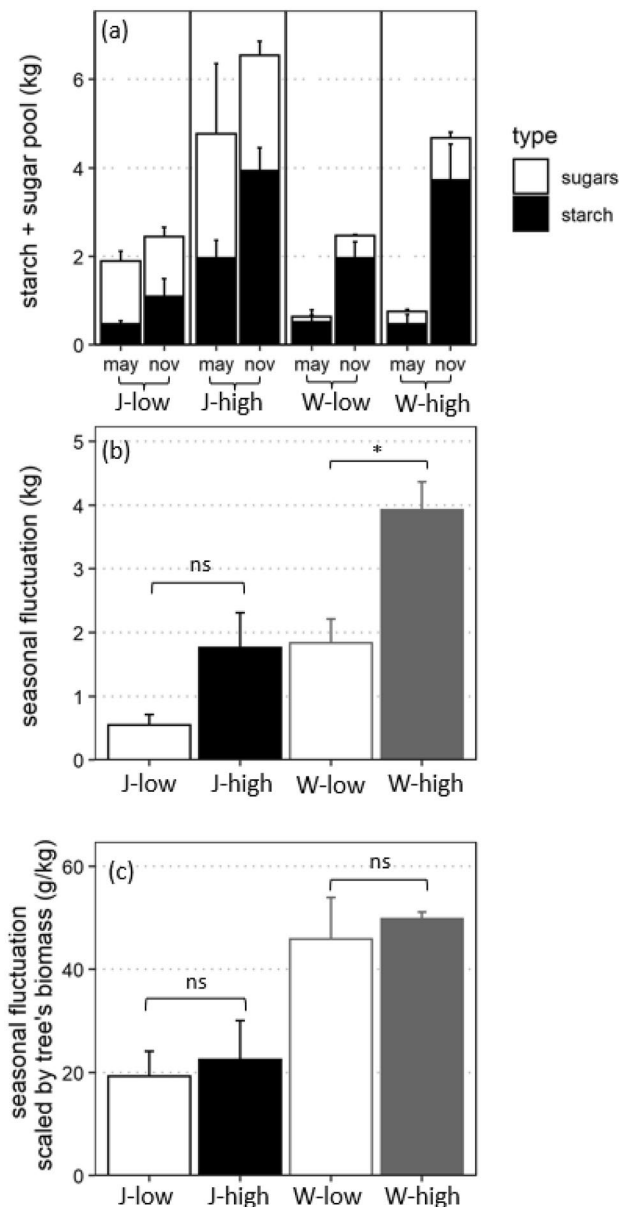 (a)
starch + sugar pool (kg)
6
4
2
0
may nov may nov may nov may nov
J-low J-high W-low W-high
type
sugars
starch
(b)
seasonal fluctuation (kg)
5
4
3
2
1
0
ns
*
J-low J-high W-low W-high
(c)
seasonal fluctuation
scaled by tree's biomass (g/kg)
60
40
20
0
ns
ns
J-low J-high W-low W-high